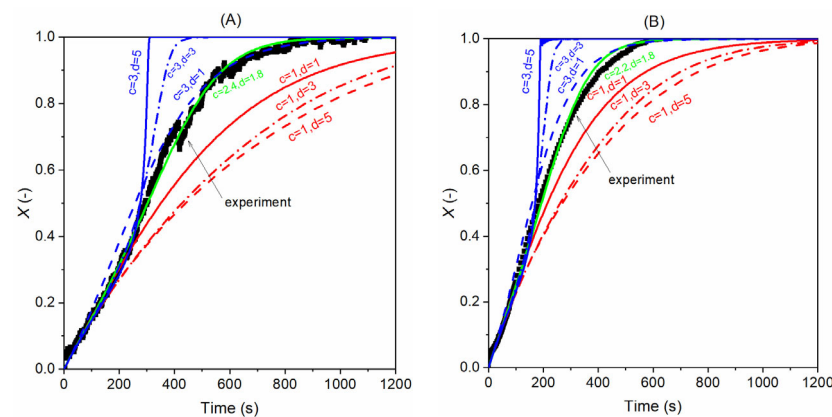 (A)
1.0
0.8
0.6
0.4
0.2
0.0
X (-)
0
200
400
600
800
1000
1200
Time (s)
c=3,d=5
c=3,d=3
c=3,d=1
c=2.4,d=1.8
c=1,d=1
c=1,d=3
c=1,d=5
experiment
(B)
1.0
0.8
0.6
0.4
0.2
0.0
X (-)
0
200
400
600
800
1000
1200
Time (s)
c=3,d=5
c=3,d=3
c=3,d=1
c=2.2,d=1.8
c=1,d=1
c=1,d=3
c=1,d=5
experiment